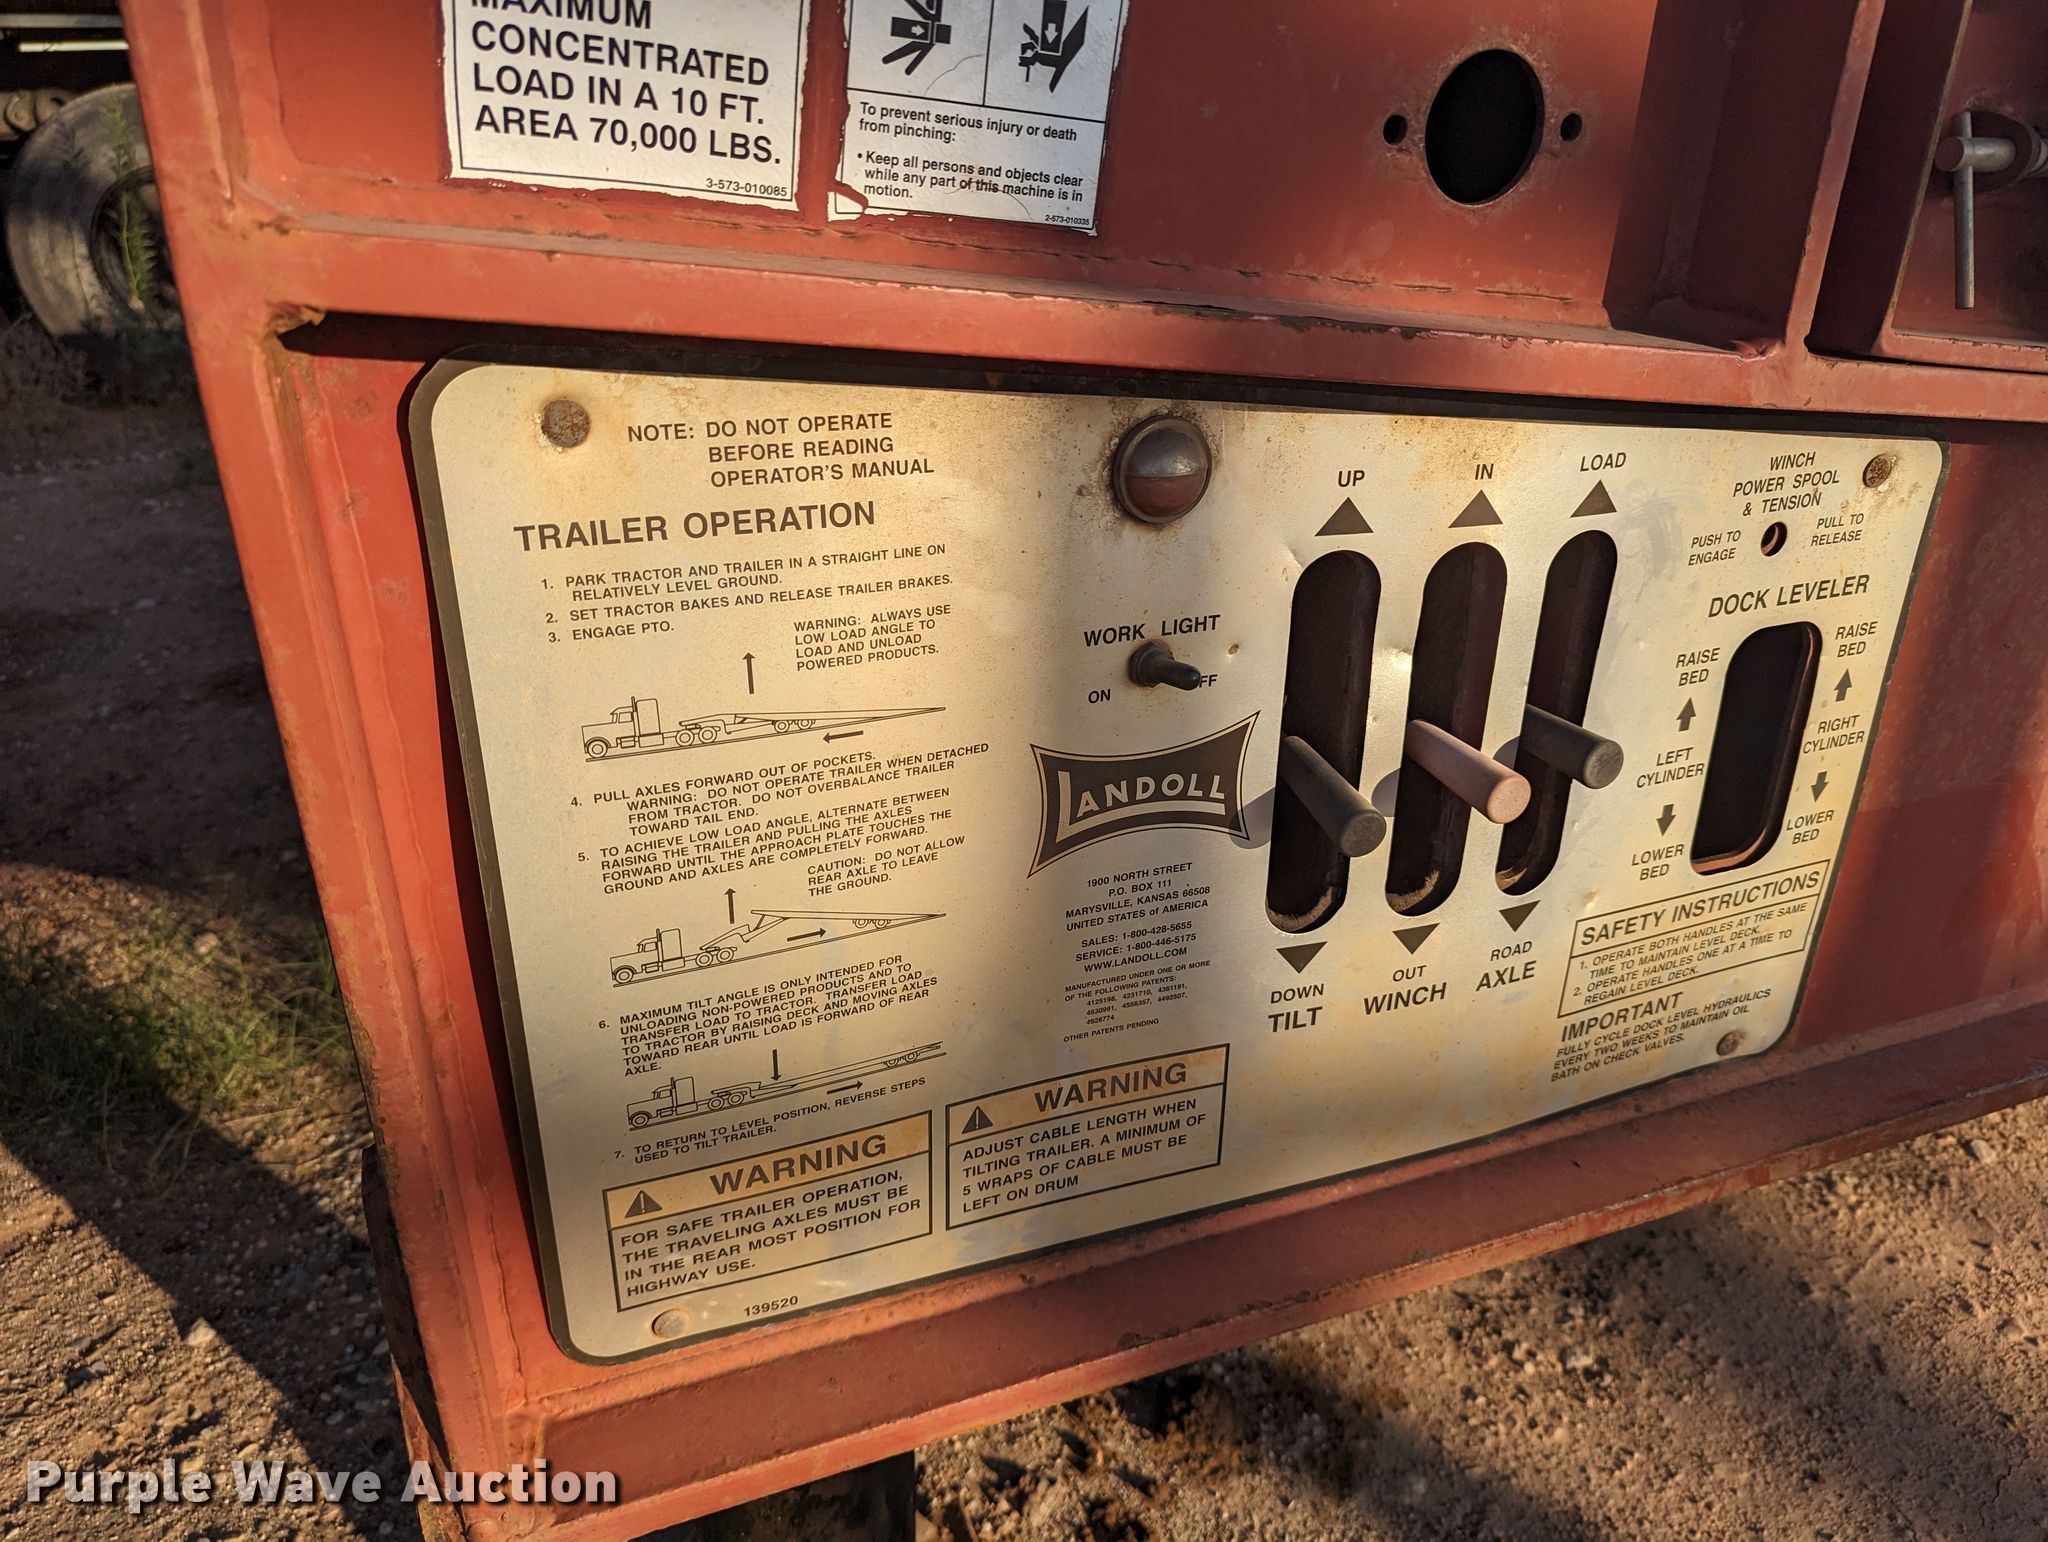 MAXIMUM
CONCENTRATED
LOAD IN A 10 FT.
AREA 70,000 LBS.
3-573-010085
To prevent serious injury or death
from pinching:
• Keep all persons and objects clear
while any part of this machine is in
motion.
2-573-010335
NOTE: DO NOT OPERATE
BEFORE READING
OPERATOR'S MANUAL
TRAILER OPERATION
1. PARK TRACTOR AND TRAILER IN A STRAIGHT LINE ON
RELATIVELY LEVEL GROUND.
2. SET TRACTOR BAKES AND RELEASE TRAILER BRAKES.
3. ENGAGE PTO.
WARNING: ALWAYS USE
LOW LOAD ANGLE TO
LOAD AND UNLOAD
POWERED PRODUCTS.
4. PULL AXLES FORWARD OUT OF POCKETS.
WARNING: DO NOT OPERATE TRAILER WHEN DETACHED
FROM TRACTOR. DO NOT OVERBALANCE TRAILER
TOWARD TAIL END.
5. TO ACHIEVE LOW LOAD ANGLE, ALTERNATE BETWEEN
RAISING THE TRAILER AND PULLING THE AXLES
FORWARD UNTIL THE APPROACH PLATE TOUCHES THE
GROUND AND AXLES ARE COMPLETELY FORWARD.
CAUTION: DO NOT ALLOW
REAR AXLE TO LEAVE
THE GROUND.
6. MAXIMUM TILT ANGLE IS ONLY INTENDED FOR
UNLOADING NON-POWERED PRODUCTS AND TO
TRANSFER LOAD TO TRACTOR. TRANSFER LOAD
TO TRACTOR BY RAISING DECK AND MOVING AXLES
TOWARD REAR UNTIL LOAD IS FORWARD OF REAR
AXLE.
7. TO RETURN TO LEVEL POSITION, REVERSE STEPS
USED TO TILT TRAILER.
WARNING
FOR SAFE TRAILER OPERATION,
THE TRAVELING AXLES MUST BE
IN THE REAR MOST POSITION FOR
HIGHWAY USE.
139520
WORK LIGHT
ON FF
LANDOLL
1900 NORTH STREET
P.O. BOX 111
MARYSVILLE, KANSAS 66508
UNITED STATES of AMERICA
SALES: 1-800-428-5655
SERVICE: 1-800-446-5175
WWW.LANDOLL.COM
MANUFACTURED UNDER ONE OR MORE
OF THE FOLLOWING PATENTS:
4125198, 4231710, 4361191,
4630991, 4556357, 4492507,
4928774
OTHER PATENTS PENDING
WARNING
ADJUST CABLE LENGTH WHEN
TILTING TRAILER. A MINIMUM OF
5 WRAPS OF CABLE MUST BE
LEFT ON DRUM
UP
DOWN
TILT
IN
OUT
WINCH
LOAD
ROAD
AXLE
WINCH
POWER SPOOL
& TENSION
PUSH TO
ENGAGE
PULL TO
RELEASE
DOCK LEVELER
RAISE
BED
LEFT
CYLINDER
LOWER
BED
RAISE
BED
RIGHT
CYLINDER
LOWER
BED
SAFETY INSTRUCTIONS
1. OPERATE BOTH HANDLES AT THE SAME
TIME TO MAINTAIN LEVEL DECK.
2. OPERATE HANDLES ONE AT A TIME TO
REGAIN LEVEL DECK.
IMPORTANT
FULLY CYCLE DOCK LEVEL HYDRAULICS
EVERY TWO WEEKS TO MAINTAIN OIL
BATH ON CHECK VALVES.
Purple Wave Auction